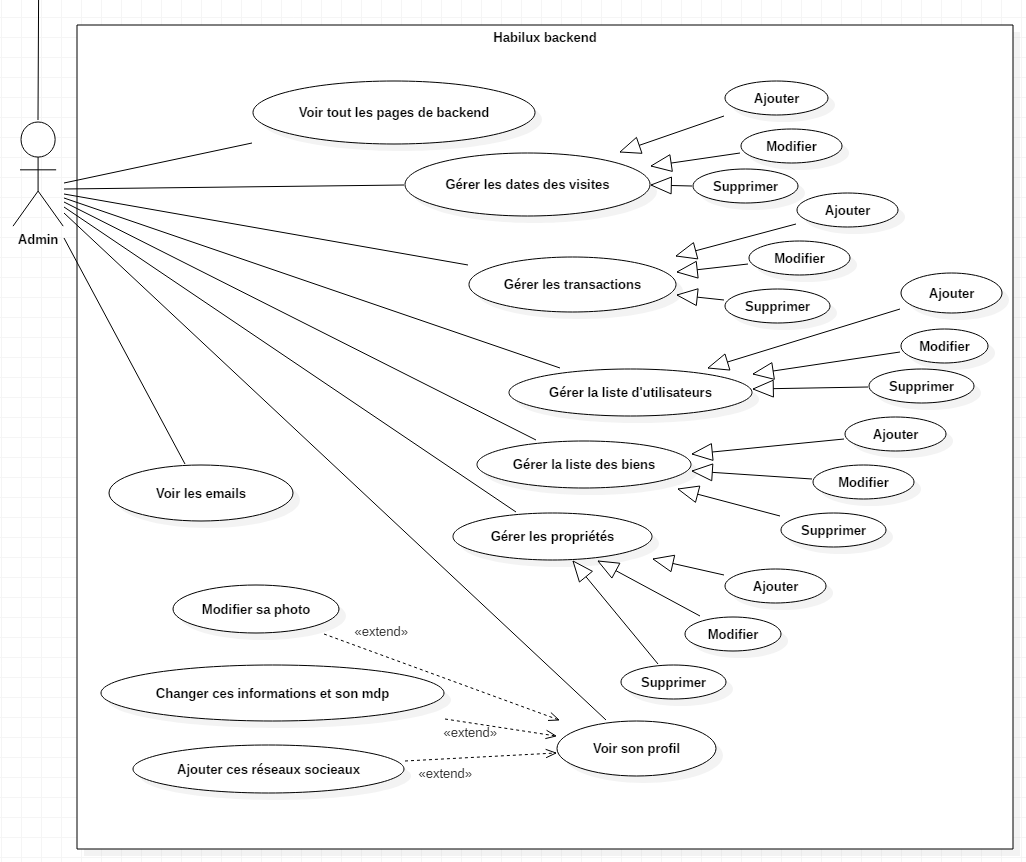 Habilux backend
Voir tout les pages de backend
Ajouter
Modifier
Gérer les dates des visites
Supprimer
Ajouter
Admin
Modifier
Gérer les transactions
Supprimer
Ajouter
Modifier
Gérer la liste d'utilisateurs
Supprimer
Ajouter
Gérer la liste des biens
Modifier
Voir les emails
Supprimer
Gérer les propriétés
Ajouter
Modifier sa photo
«extend»
Modifier
Supprimer
Changer ces informations et son mdp
«extend»
Voir son profil
Ajouter ces réseaux socieaux
«extend»